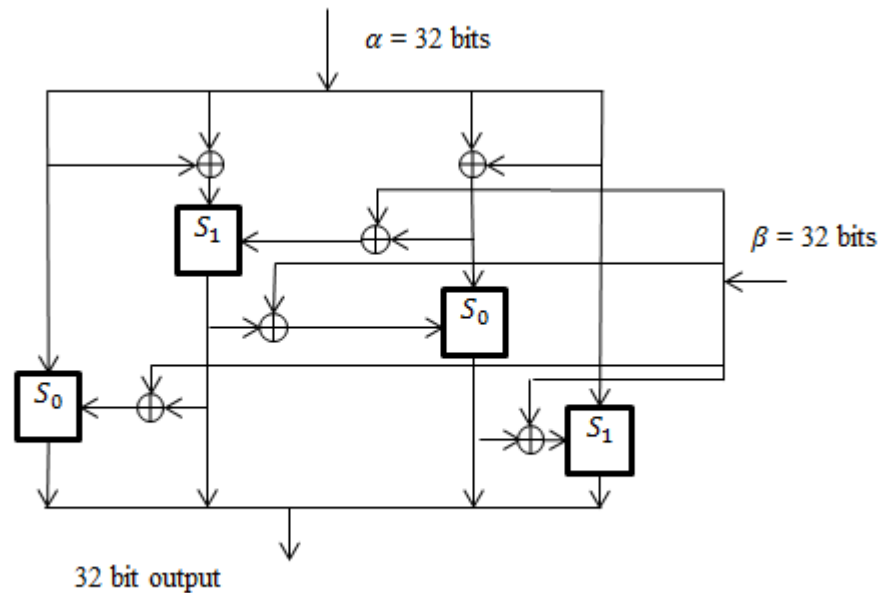 α = 32 bits
S₁
β = 32 bits
S₀
S₀
S₁
32 bit output